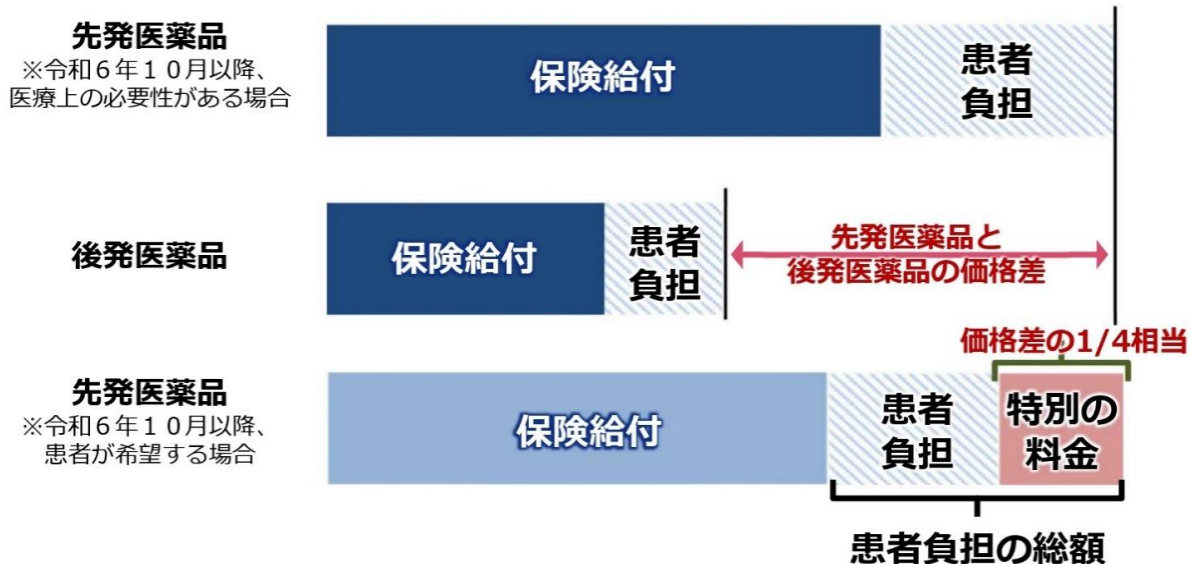 先発医薬品
※令和6年10月以降、
医療上の必要性がある場合
保険給付
患者
負担
後発医薬品
保険給付
患者
負担
先発医薬品と
後発医薬品の価格差
価格差の1/4相当
先発医薬品
※令和6年10月以降、
患者が希望する場合
保険給付
患者
負担
特別の
料金
患者負担の総額